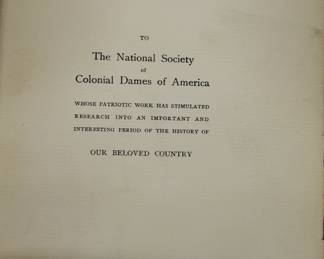 TO
The National Society
of
Colonial Dames of America
WHOSE PATRIOTIC WORK HAS STIMULATED
RESEARCH INTO AN IMPORTANT AND
INTERESTING PERIOD OF THE HISTORY OF
OUR BELOVED COUNTRY